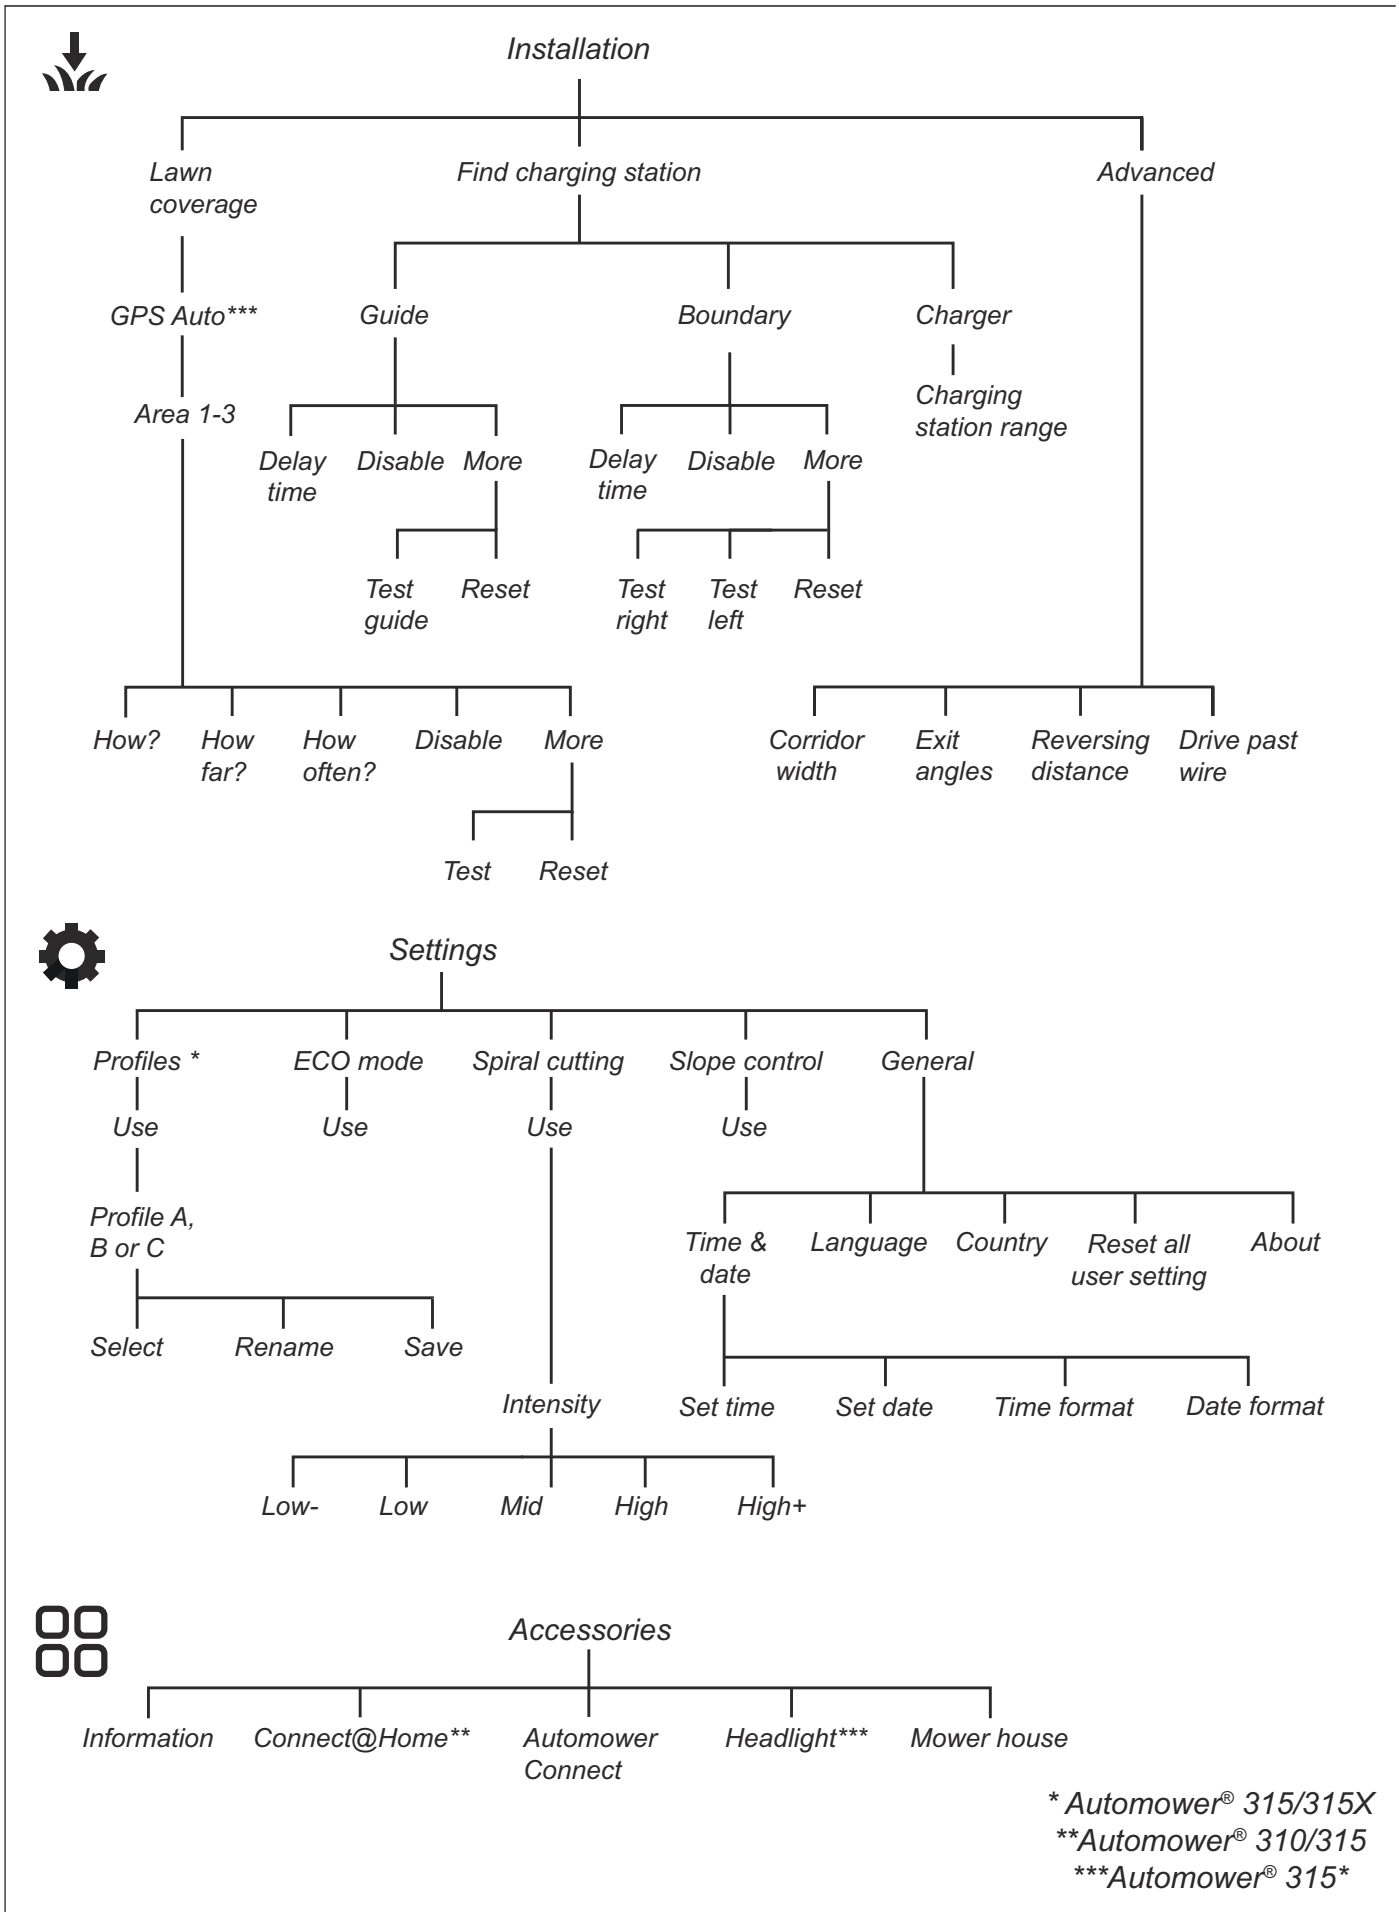 Installation
Lawn
coverage
Find charging station
Advanced
GPS Auto***
Guide
Boundary
Charger
Area 1-3
Charging
station range
Delay
time
Disable
More
Delay
time
Disable
More
Test
guide
Reset
Test
right
Test
left
Reset
How?
How
far?
How
often?
Disable
More
Corridor
width
Exit
angles
Reversing
distance
Drive past
wire
Test
Reset
Settings
Profiles *
ECO mode
Spiral cutting
Slope control
General
Use
Use
Use
Use
Profile A,
B or C
Time &
date
Language
Country
Reset all
user setting
About
Select
Rename
Save
Intensity
Set time
Set date
Time format
Date format
Low-
Low
Mid
High
High+
Accessories
Information
Connect@Home**
Automower
Connect
Headlight***
Mower house
* Automower® 315/315X
**Automower® 310/315
***Automower® 315*